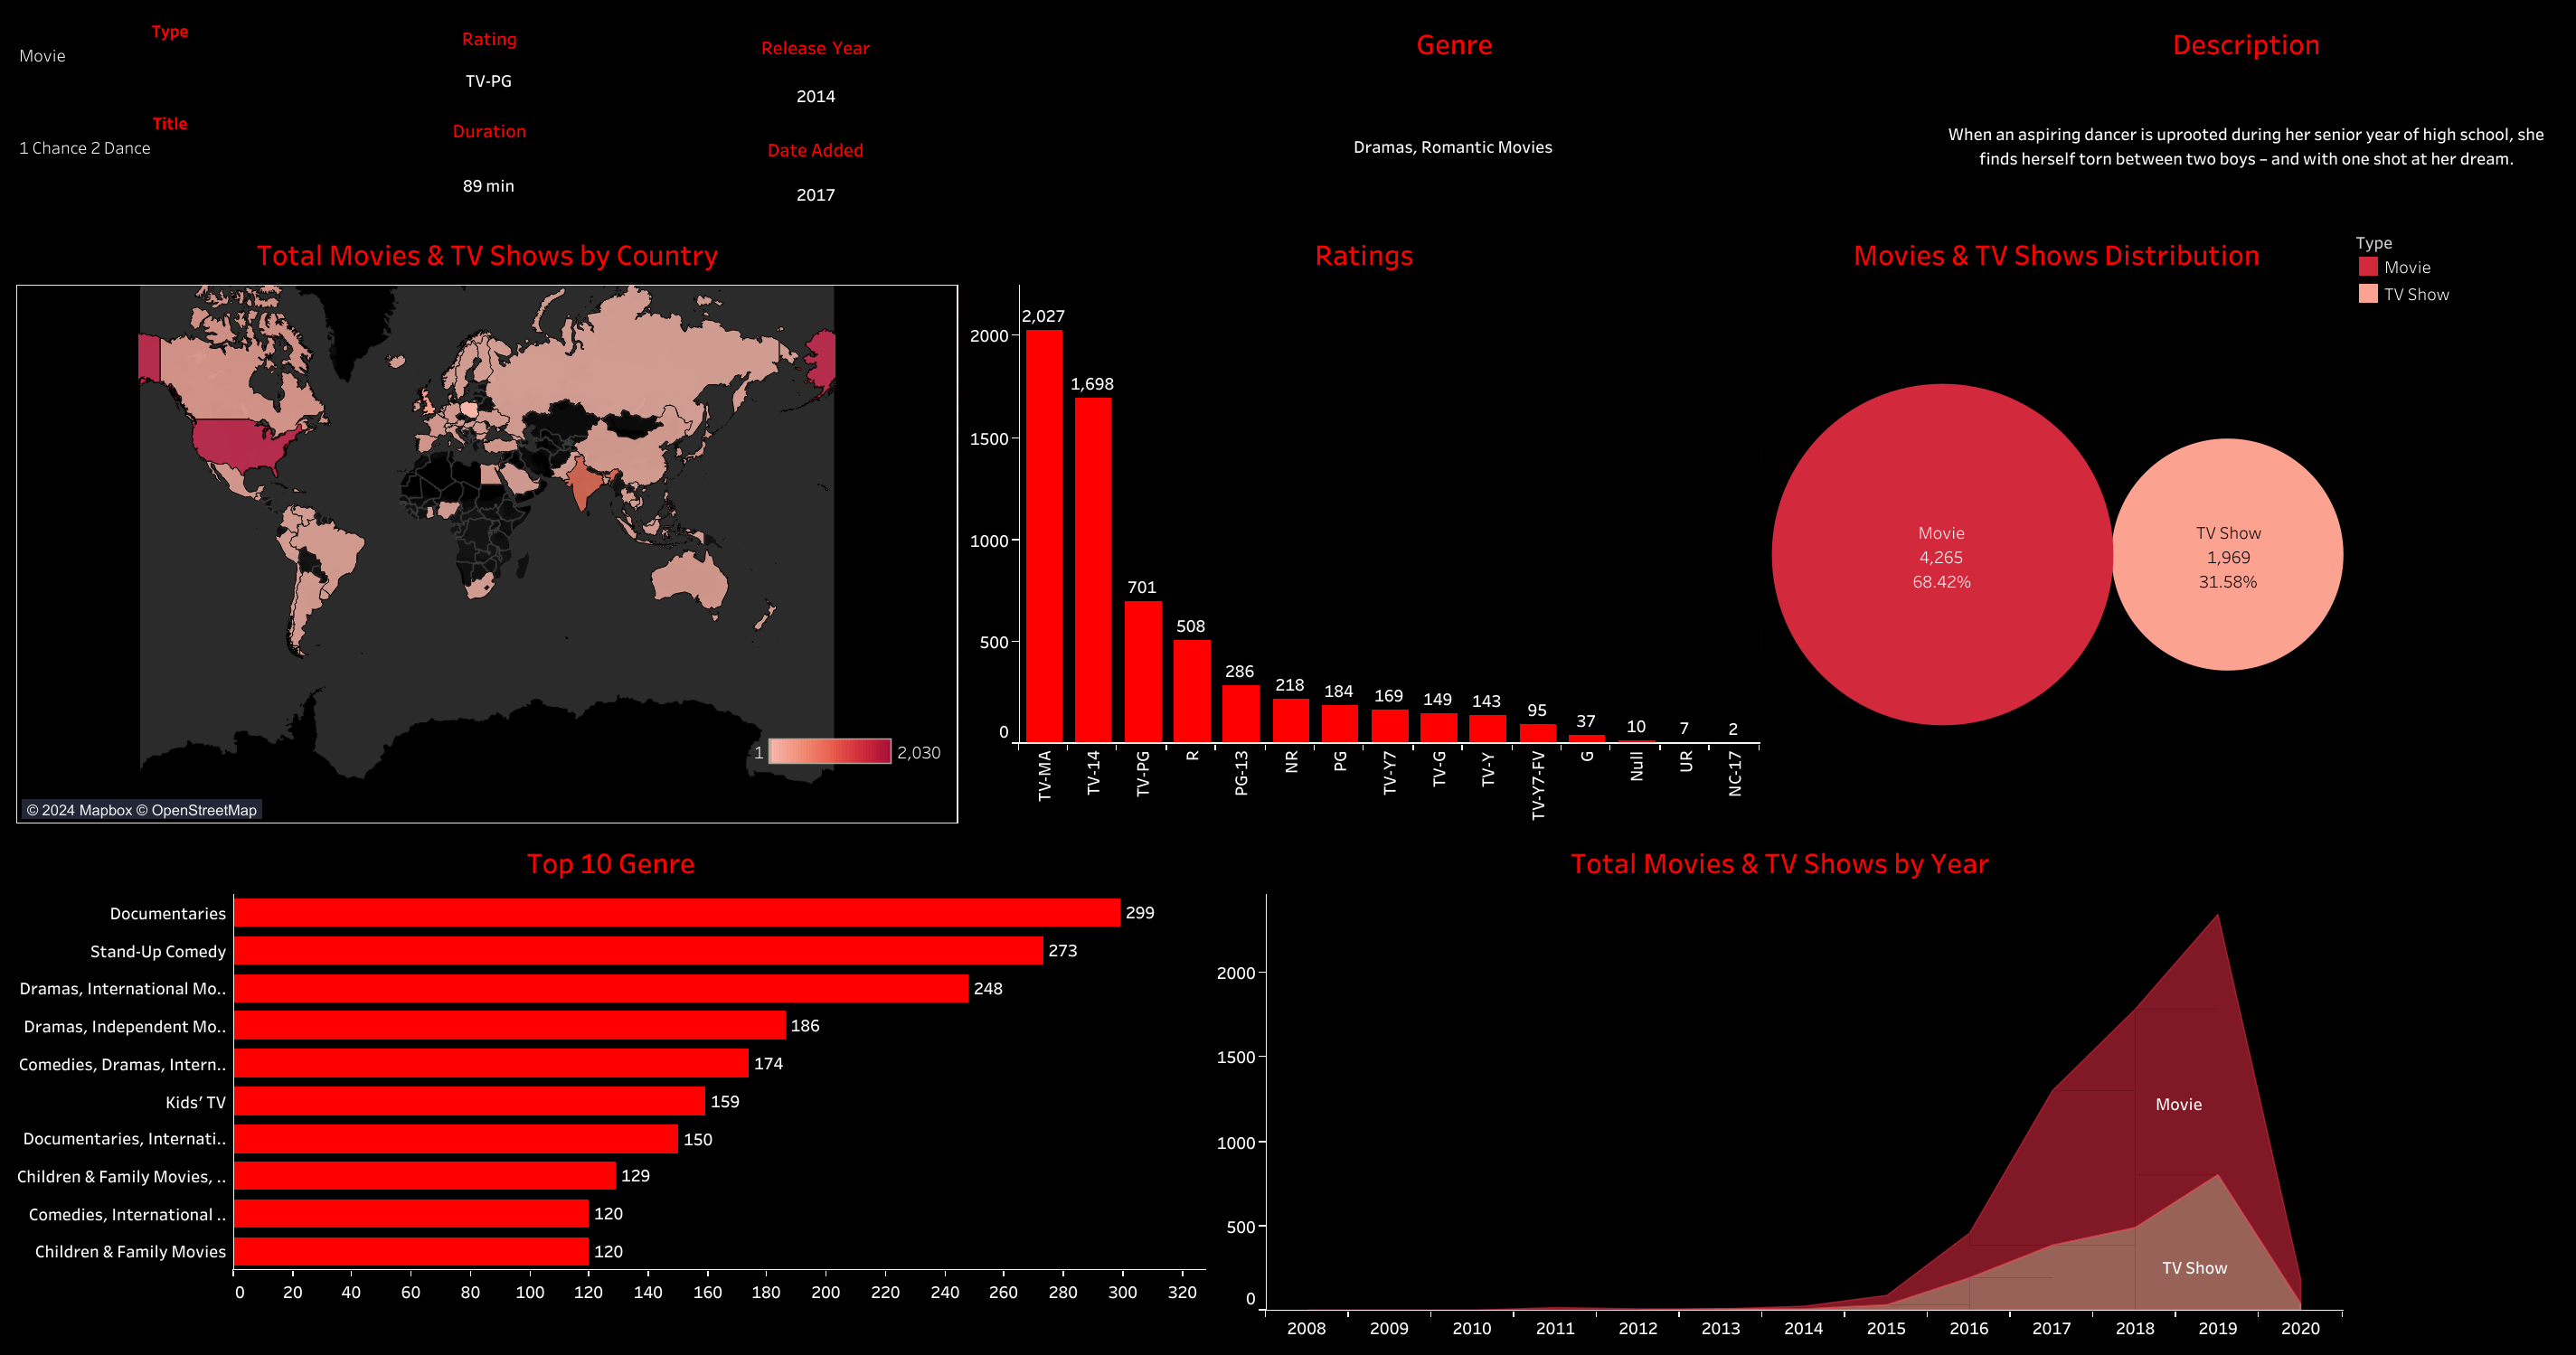 Type
Movie
Rating
TV-PG
Release Year
2014
Genre
Description
Title
1 Chance 2 Dance
Duration
89 min
Date Added
2017
Dramas, Romantic Movies
When an aspiring dancer is uprooted during her senior year of high school, she
finds herself torn between two boys – and with one shot at her dream.
Total Movies & TV Shows by Country
1
2,030
© 2024 Mapbox © OpenStreetMap
Ratings
2000
1500
1000
500
0
2,027
1,698
701
508
286
218
184
169
149
143
95
37
10
7
2
TV-MA
TV-14
TV-PG
R
PG-13
NR
PG
TV-Y7
TV-G
TV-Y
TV-Y7-FV
G
Null
UR
NC-17
Movies & TV Shows Distribution
Type
Movie
TV Show
Movie
4,265
68.42%
TV Show
1,969
31.58%
Top 10 Genre
Documentaries
299
Stand-Up Comedy
273
Dramas, International Mo..
248
Dramas, Independent Mo..
186
Comedies, Dramas, Intern..
174
Kids’ TV
159
Documentaries, Internati..
150
Children & Family Movies, ..
129
Comedies, International ..
120
Children & Family Movies
120
0 20 40 60 80 100 120 140 160 180 200 220 240 260 280 300 320
Total Movies & TV Shows by Year
2000
1500
1000
500
0
Movie
TV Show
2008 2009 2010 2011 2012 2013 2014 2015 2016 2017 2018 2019 2020